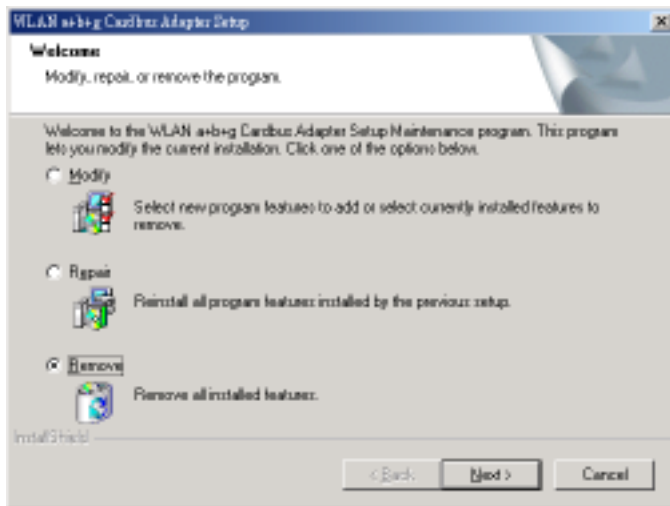 WLAN a+b+g Cardbus Adapter Setup
Welcome
Modify, repair, or remove the program.
Welcome to the WLAN a+b+g Cardbus Adapter Setup Maintenance program. This program
lets you modify the current installation. Click one of the options below.
Modify
Select new program features to add or select currently installed features to
remove.
Repair
Reinstall all program features installed by the previous setup.
Remove
Remove all installed features.
InstallShield
< Back
Next >
Cancel